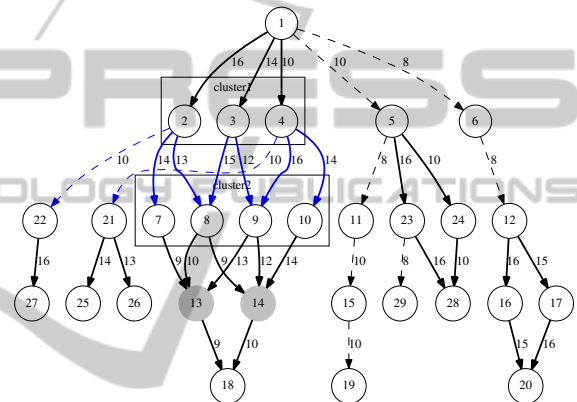 1
16 14 10 10 8
cluster1
2 3 4 5 6
10 14 13 15 12 10 16 14 8 16 10 8
cluster2
22 21 7 8 9 10 11 23 24 12
16 14 13 9 10 9 13 12 14 10 8 16 10 16 15
27 25 26 13 14 15 29 28 16 17
9 10 10 15 16
18 19 20
PRESS
OLOGY PUBLICATIONS